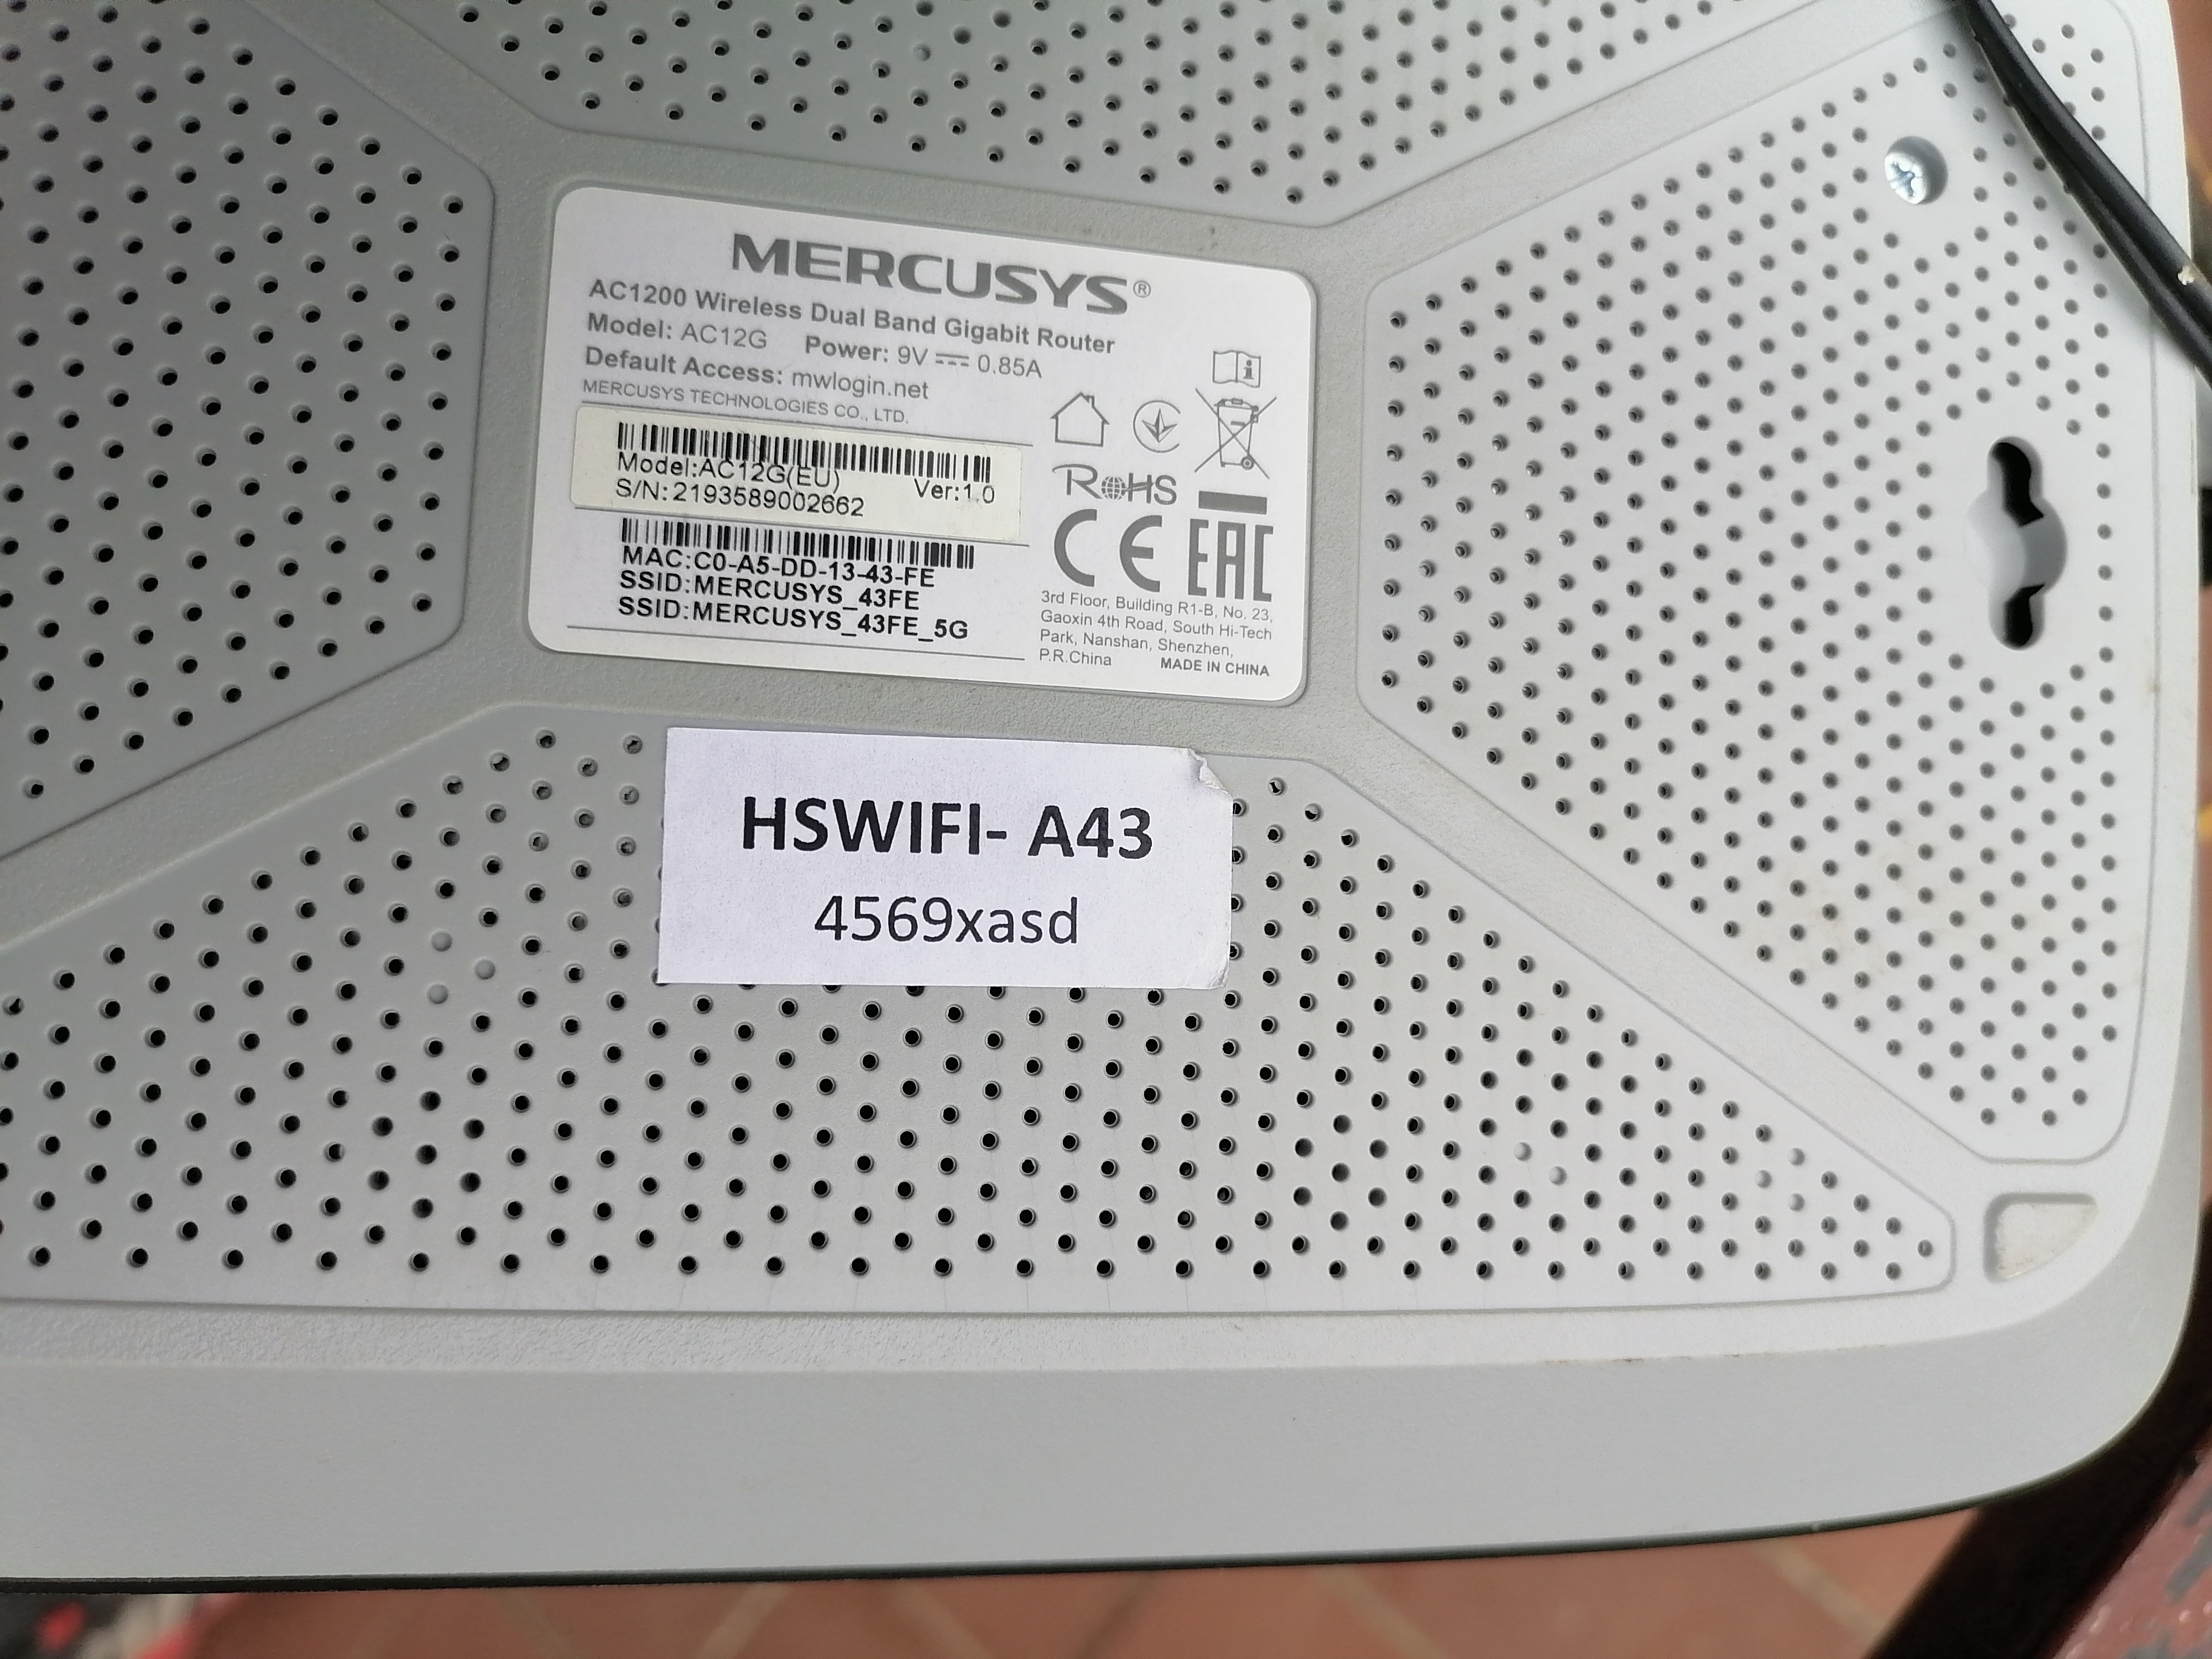 MERCUSYS®
AC1200 Wireless Dual Band Gigabit Router
Model: AC12G Power: 9V 0.85A
Default Access: mwlogin.net
MERCUSYS TECHNOLOGIES CO., LTD.
Model:AC12G(EU) Ver:1.0
S/N:2193589002662
MAC:C0-A5-DD-13-43-FE
SSID:MERCUSYS_43FE
SSID:MERCUSYS_43FE_5G
RoHS
CE EAC
3rd Floor, Building R1-B, No. 23,
Gaoxin 4th Road, South Hi-Tech
Park, Nanshan, Shenzhen,
P.R.China MADE IN CHINA
HSWIFI- A43
4569xasd